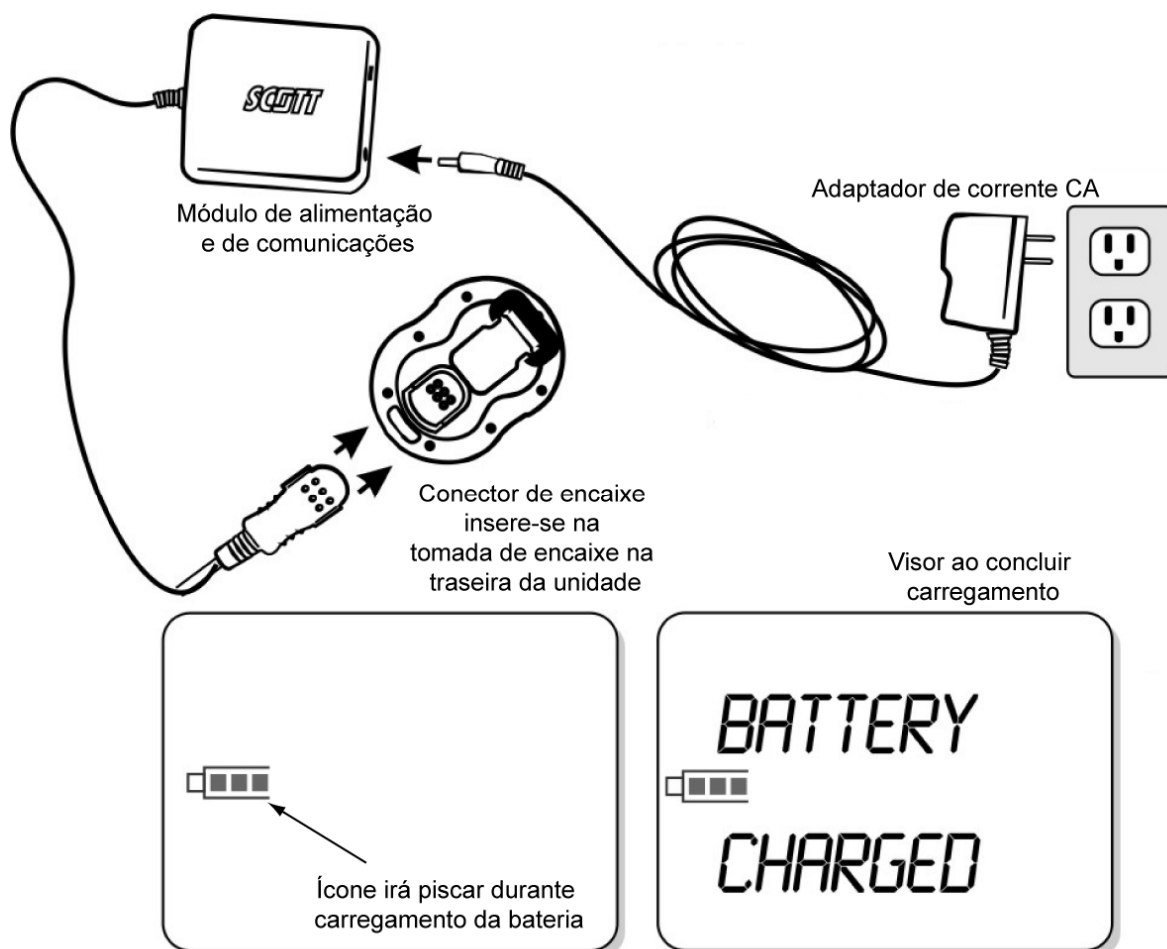 SCOTT
Módulo de alimentação
e de comunicações
Adaptador de corrente CA
Conector de encaixe
insere-se na
tomada de encaixe na
traseira da unidade
Visor ao concluir
carregamento
Ícone irá piscar durante
carregamento da bateria
BATTERY
CHARGED